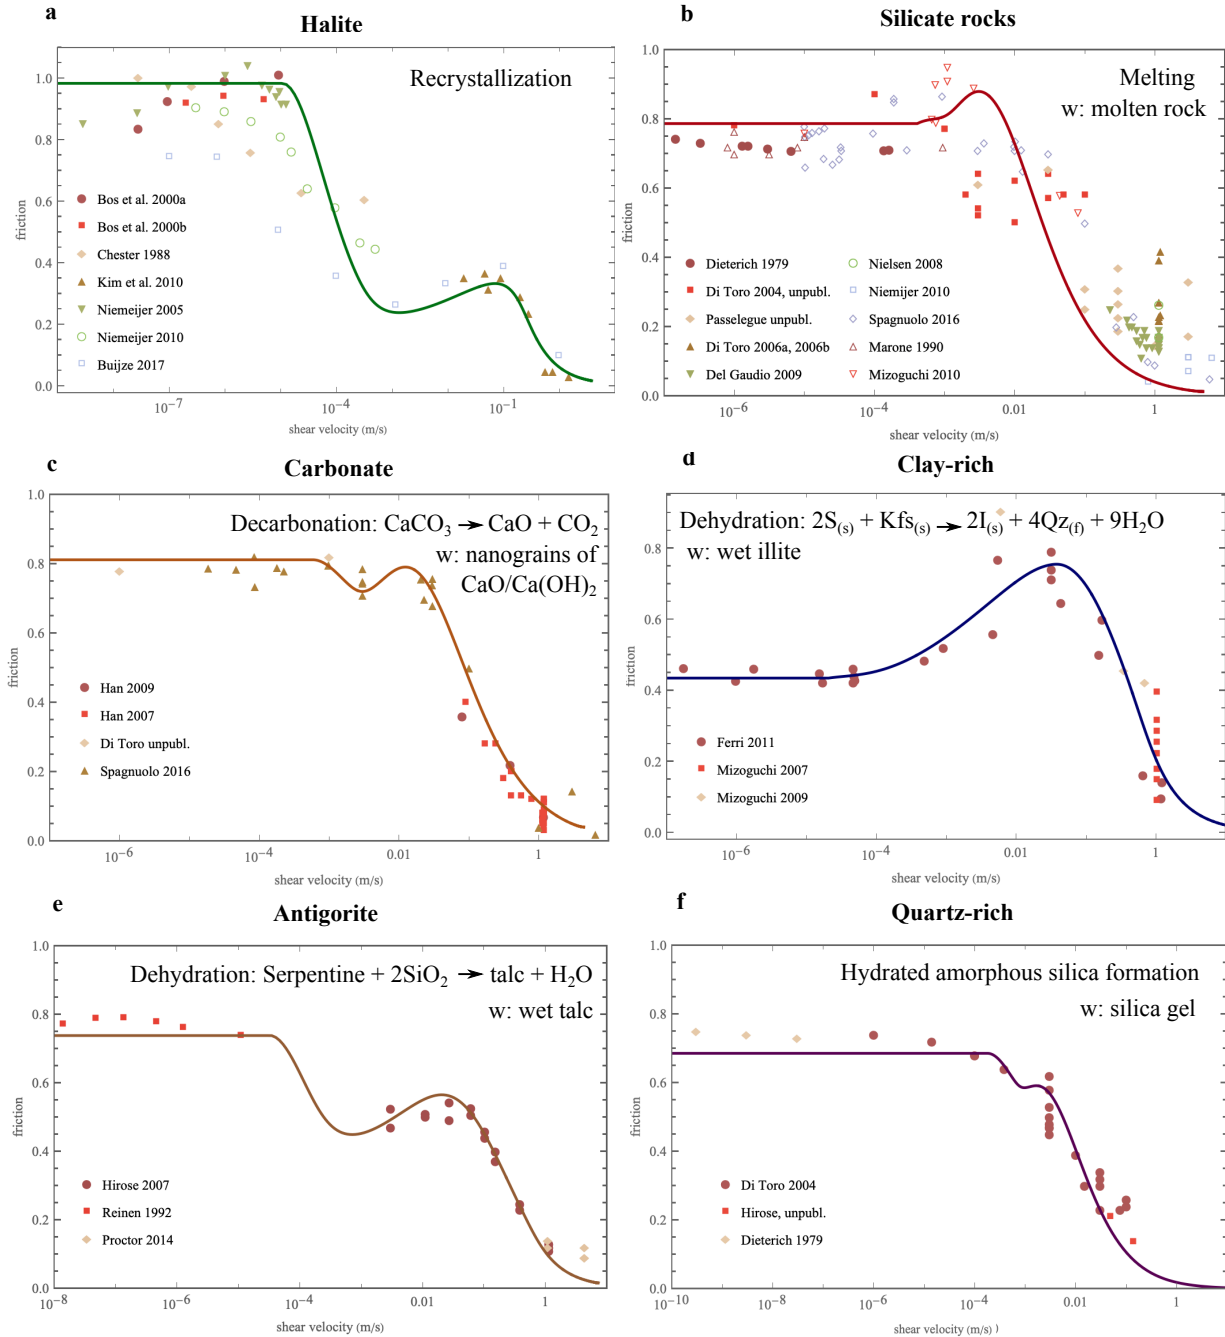 a
Halite
Recrystallization
1.0
0.8
0.6
0.4
0.2
0.0
friction
Bos et al. 2000a
Bos et al. 2000b
Chester 1988
Kim et al. 2010
Niemeijer 2005
Niemeijer 2010
Buijze 2017
10⁻⁷
10⁻⁵
10⁻³
10⁻¹
shear velocity (m/s)
b
Silicate rocks
Melting
w: molten rock
1.0
0.8
0.6
0.4
0.2
0.0
friction
Dieterich 1979
Di Toro 2004, unpubl.
Passelegue unpubl.
Di Toro 2006a, 2006b
Del Gaudio 2009
Nielsen 2008
Niemijer 2010
Spagnuolo 2016
Marone 1990
Mizoguchi 2010
10⁻⁶
10⁻⁴
0.01
1
shear velocity (m/s)
c
Carbonate
Decarbonation: CaCO₃ → CaO + CO₂
w: nanograins of
CaO/Ca(OH)₂
1.0
0.8
0.6
0.4
0.2
0.0
friction
Han 2009
Han 2007
Di Toro unpubl.
Spagnuolo 2016
10⁻⁶
10⁻⁴
0.01
1
shear velocity (m/s)
d
Clay-rich
Dehydration: 2S₍ₛ₎ + Kfs₍ₛ₎ → 2I₍ₛ₎ + 4Qz(f) + 9H₂O
w: wet illite
0.8
0.6
0.4
0.2
0.0
friction
Ferri 2011
Mizoguchi 2007
Mizoguchi 2009
10⁻⁶
10⁻⁴
0.01
1
shear velocity (m/s)
e
Antigorite
Dehydration: Serpentine + 2SiO₂ → talc + H₂O
w: wet talc
1.0
0.8
0.6
0.4
0.2
0.0
friction
Hirose 2007
Reinen 1992
Proctor 2014
10⁻⁸
10⁻⁶
10⁻⁴
0.01
1
shear velocity (m/s)
f
Quartz-rich
Hydrated amorphous silica formation
w: silica gel
1.0
0.8
0.6
0.4
0.2
0.0
friction
Di Toro 2004
Hirose, unpubl.
Dieterich 1979
10⁻¹⁰
10⁻⁸
10⁻⁶
10⁻⁴
0.01
1
shear velocity (m/s)